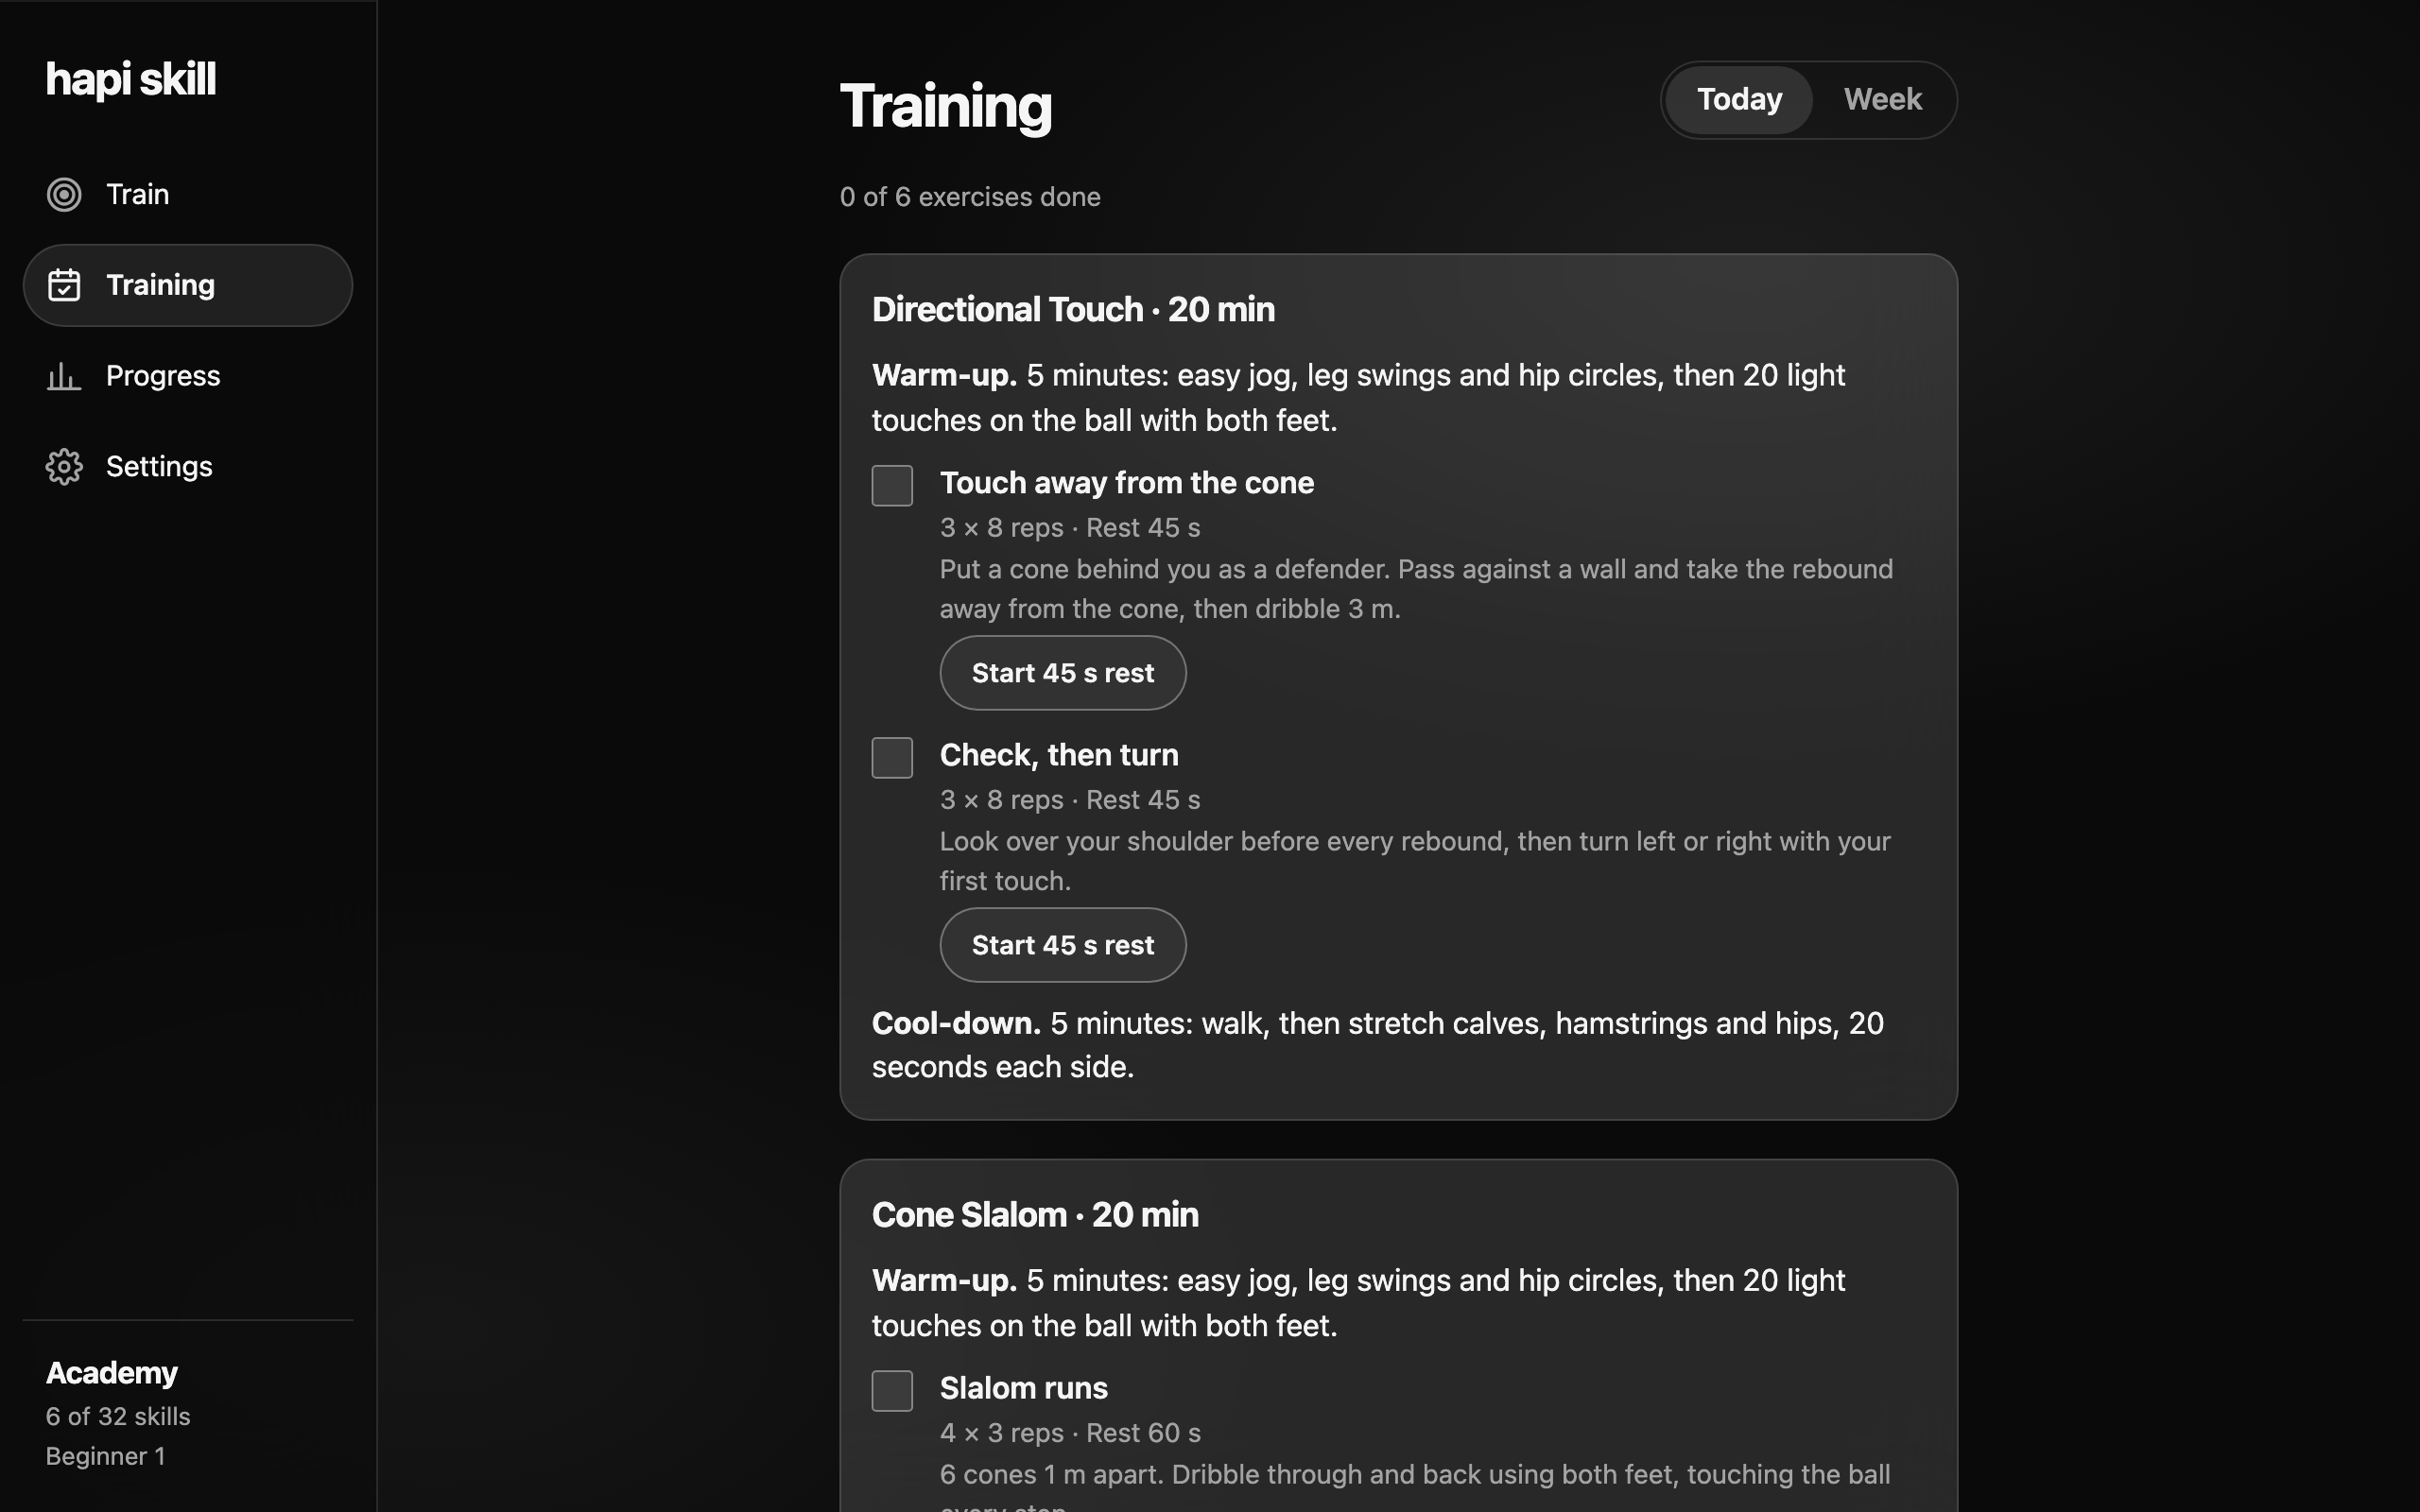 hapi skill
Train
Training
Progress
Settings
Academy
6 of 32 skills
Beginner 1
Training
Today
Week
0 of 6 exercises done
Directional Touch · 20 min
Warm-up. 5 minutes: easy jog, leg swings and hip circles, then 20 light
touches on the ball with both feet.
Touch away from the cone
3 × 8 reps · Rest 45 s
Put a cone behind you as a defender. Pass against a wall and take the rebound
away from the cone, then dribble 3 m.
Start 45 s rest
Check, then turn
3 × 8 reps · Rest 45 s
Look over your shoulder before every rebound, then turn left or right with your
first touch.
Start 45 s rest
Cool-down. 5 minutes: walk, then stretch calves, hamstrings and hips, 20
seconds each side.
Cone Slalom · 20 min
Warm-up. 5 minutes: easy jog, leg swings and hip circles, then 20 light
touches on the ball with both feet.
Slalom runs
4 × 3 reps · Rest 60 s
6 cones 1 m apart. Dribble through and back using both feet, touching the ball